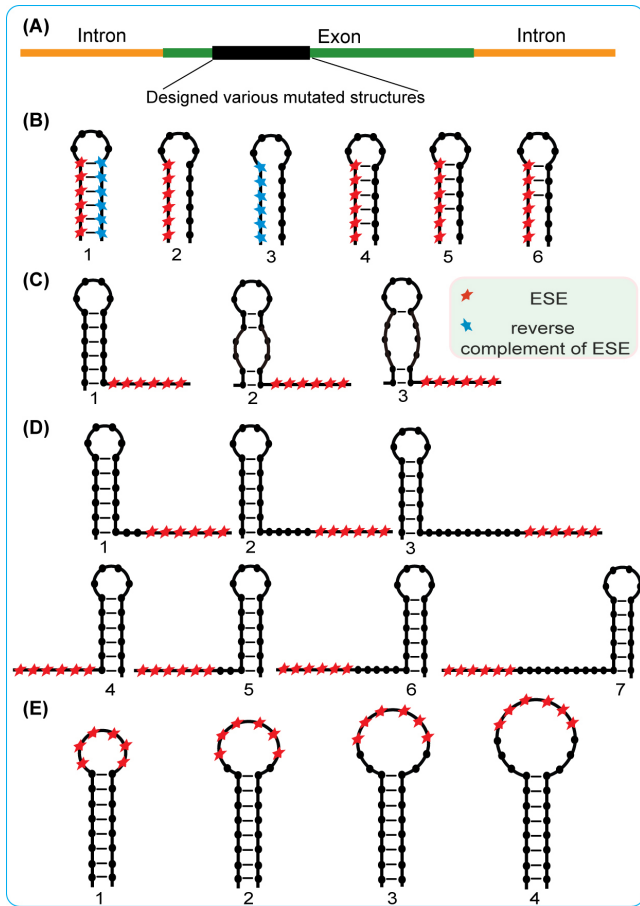 (A)
Intron
Exon
Intron
Designed various mutated structures
(B)
1
2
3
4
5
6
(C)
ESE
reverse
complement of ESE
1
2
3
(D)
1
2
3
4
5
6
7
(E)
1
2
3
4